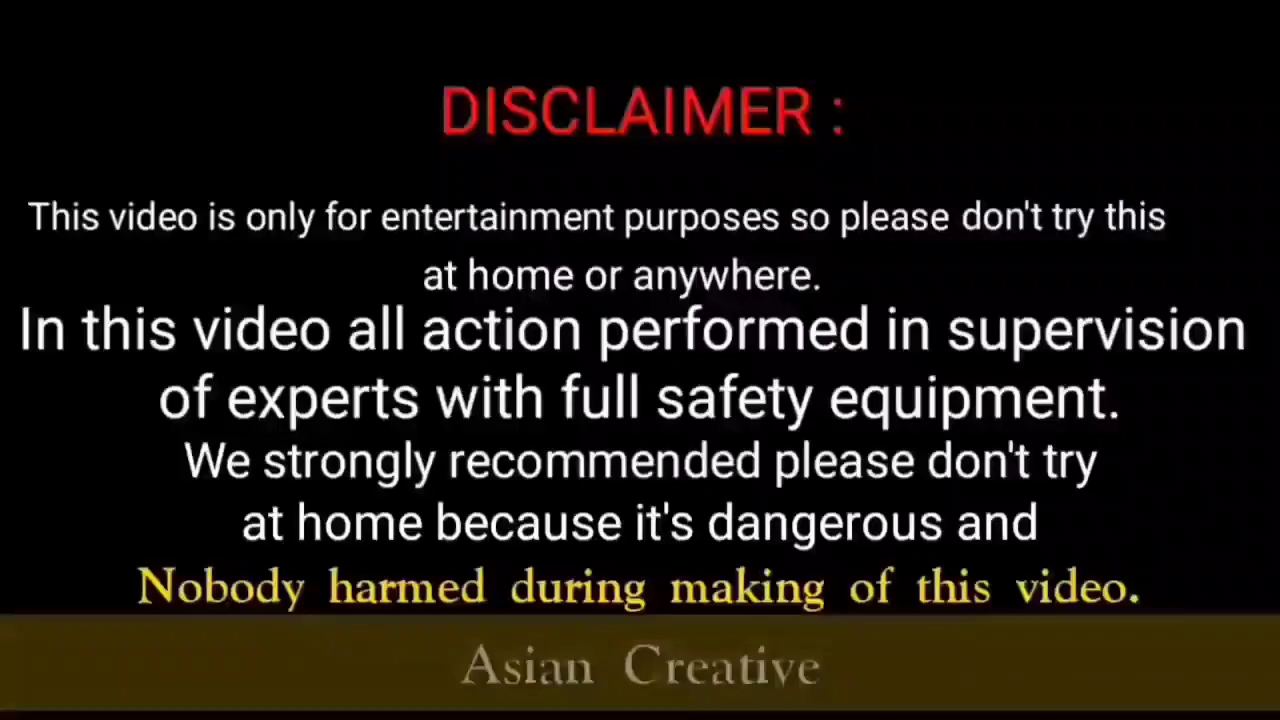 DISCLAIMER :
This video is only for entertainment purposes so please don't try this
at home or anywhere.
In this video all action performed in supervision
of experts with full safety equipment.
We strongly recommended please don't try
at home because it's dangerous and
Nobody harmed during making of this video.
Asian Creative